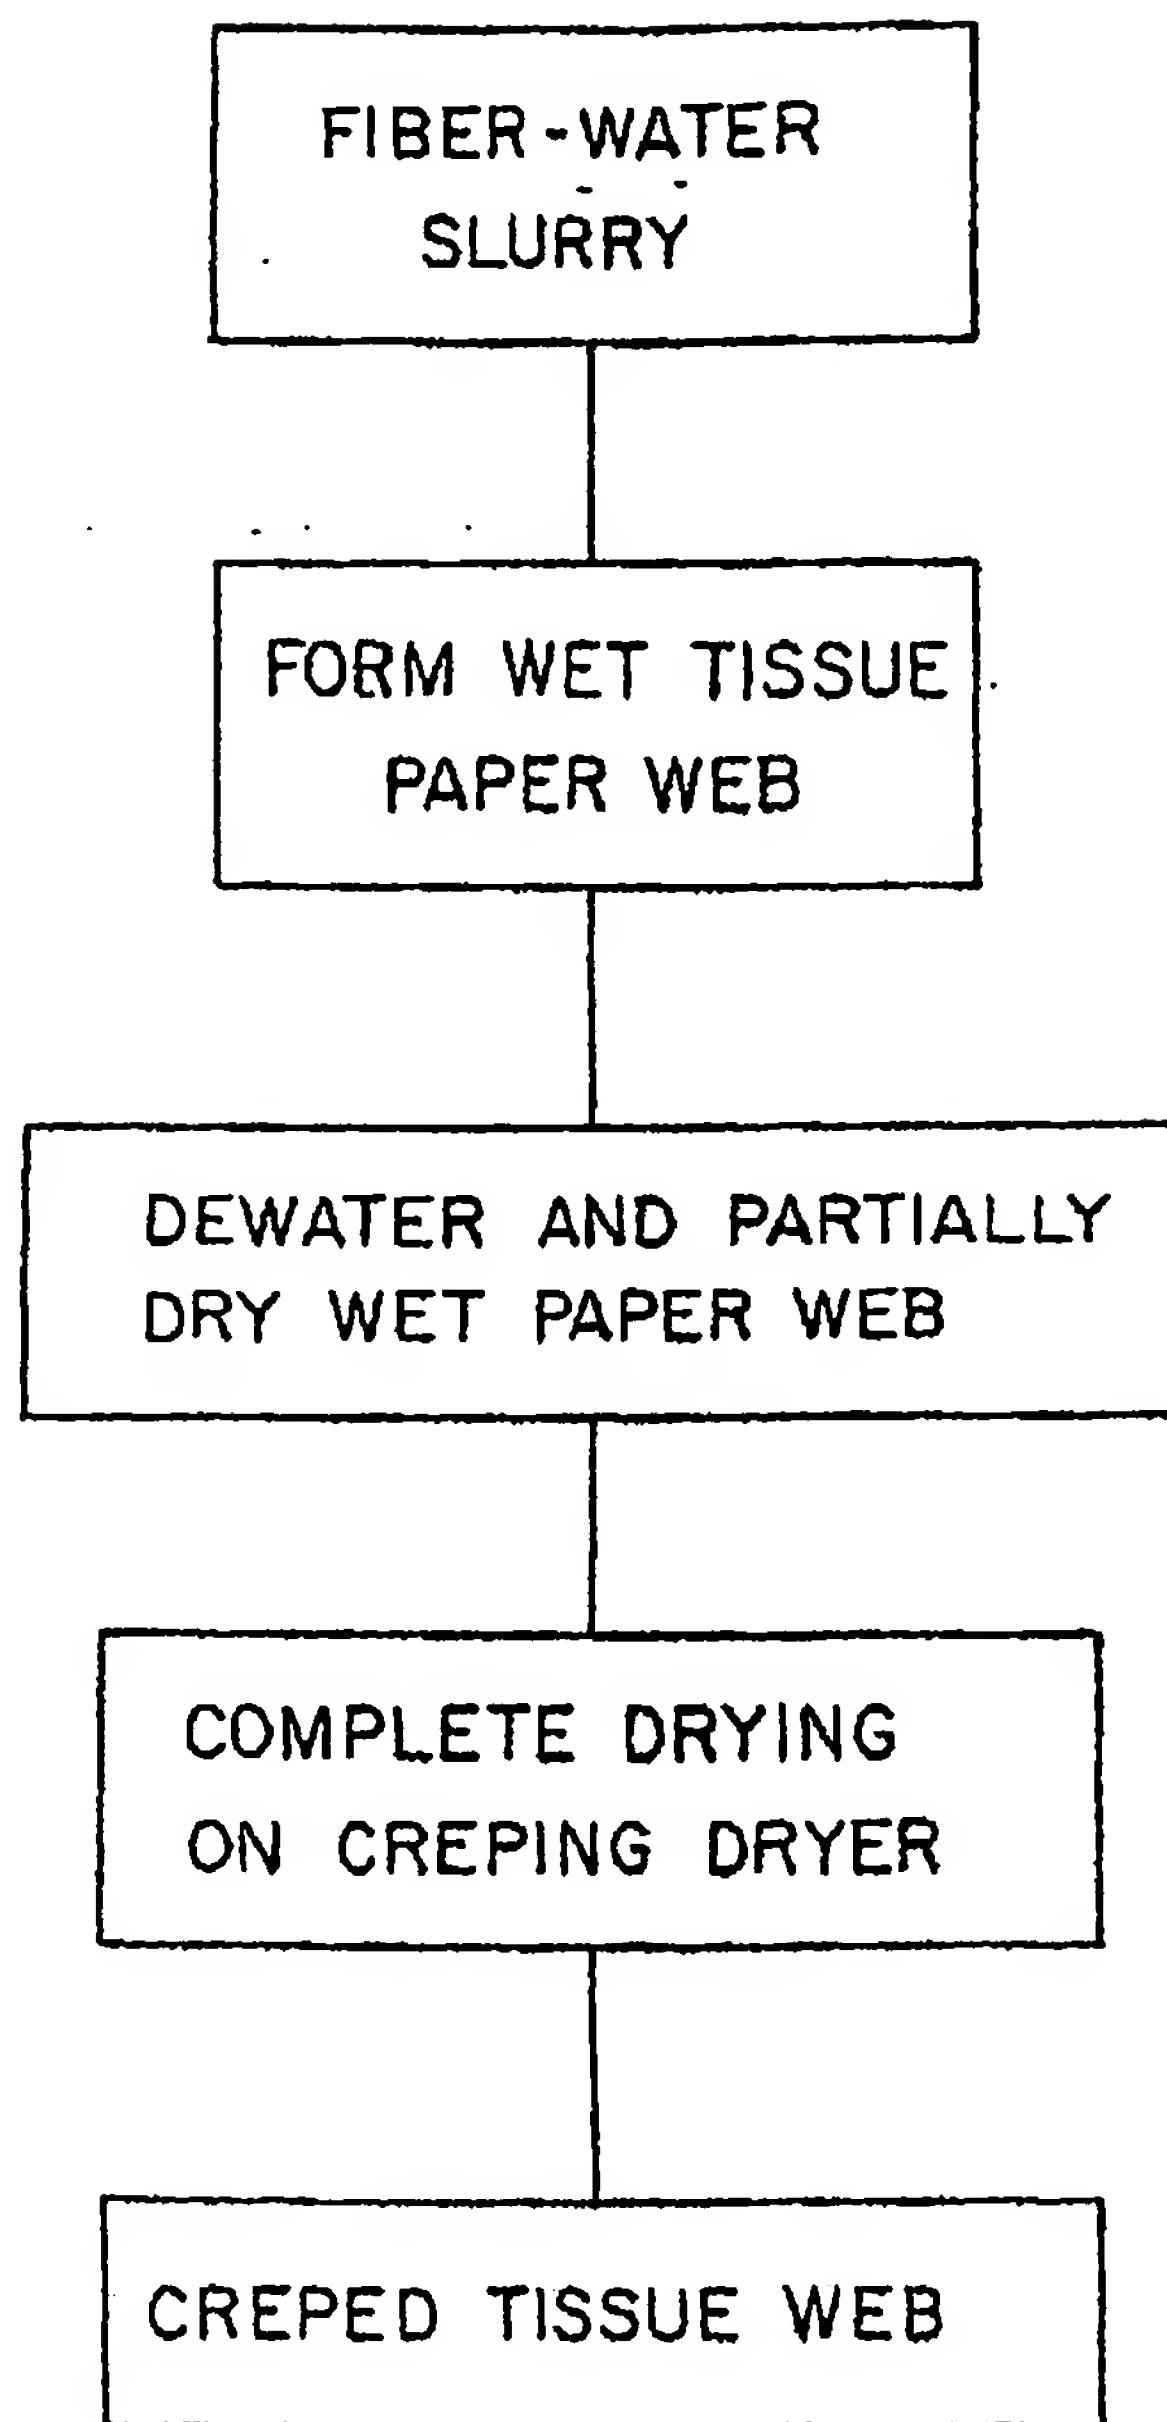 FIBER-WATER
SLURRY
FORM WET TISSUE
PAPER WEB
DEWATER AND PARTIALLY
DRY WET PAPER WEB
COMPLETE DRYING
ON CREPING DRYER
CREPED TISSUE WEB